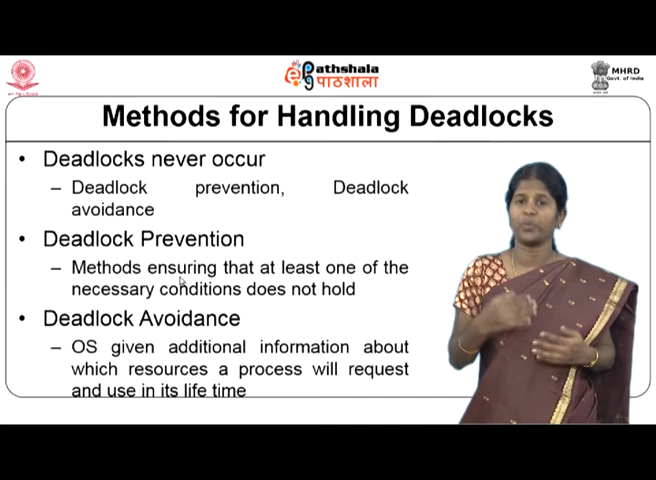 ePathshala
पाठशाला
MHRD
Govt. of India
Methods for Handling Deadlocks
• Deadlocks never occur
– Deadlock prevention, Deadlock
avoidance
• Deadlock Prevention
– Methods ensuring that at least one of the
necessary conditions does not hold
• Deadlock Avoidance
– OS given additional information about
which resources a process will request
and use in its life time